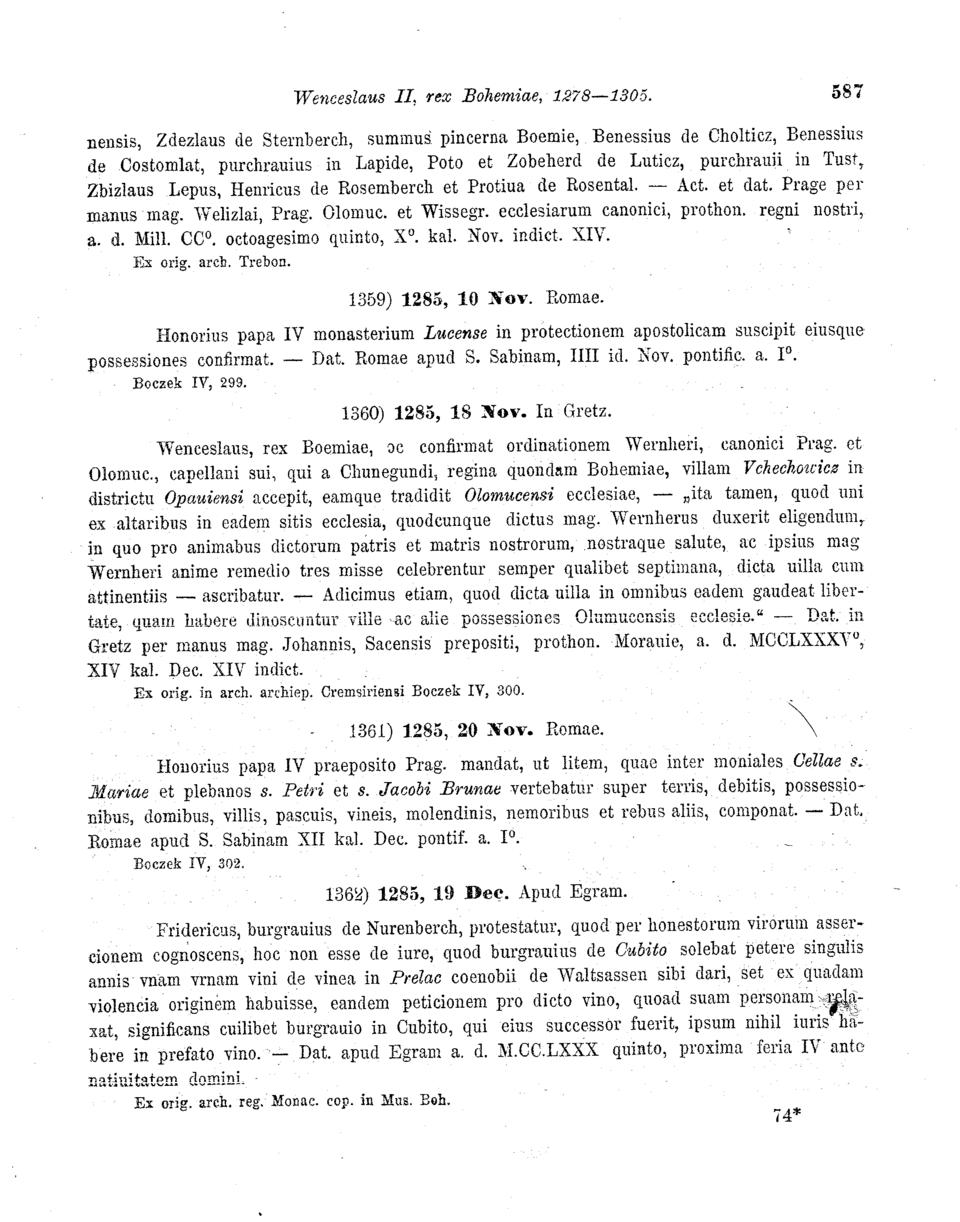 Wenceslaus II, rex Bohemiae, 1278—1305. 587
nensis, Zdezlaus de Sternberch, summus pincerna Boemie, Benessius de Cholticz, Benessius
de Costomlat, purchrauius in Lapide, Poto et Zobeherd de Luticz, purchrauii in Tust,
Zbizlaus Lepus, Henricus de Rosemberch et Protiua de Rosental. — Act. et dat. Prage per
manus mag. Welizlai, Prag. Olomuc. et Wissegr. ecclesiarum canonici, prothon. regni nostri,
a. d. Mill. CCº. octoagesimo quinto, Xº. kal. Nov. indict. XIV.
Ex orig. arch. Trebon.
1359) 1285, 10 Nov. Romae.
Honorius papa IV monasterium Lucense in protectionem apostolicam suscipit eiusque
possessiones confirmat. — Dat. Romae apud S. Sabinam, IIII id. Nov. pontific. a. Iº.
Boczek IV, 299.
1360) 1285, 18 Nov. In Gretz.
Wenceslaus, rex Boemiae, oc confirmat ordinationem Wernheri, canonici Prag. et
Olomuc., capellani sui, qui a Chunegundi, regina quondam Bohemiae, villam Vchechowicz in
districtu Opauiensi accepit, eamque tradidit Olomucensi ecclesiae, — „ita tamen, quod uni
ex altaribus in eadem sitis ecclesia, quodcunque dictus mag. Wernherus duxerit eligendum,
in quo pro animabus dictorum patris et matris nostrorum, nostraque salute, ac ipsius mag
Wernheri anime remedio tres misse celebrentur semper qualibet septimana, dicta uilla cum
attinentiis — ascribatur. — Adicimus etiam, quod dicta uilla in omnibus eadem gaudeat liber-
tate, quam habere dinoscuntur ville ac alie possessiones Olumucensis ecclesie.“ — Dat. in
Gretz per manus mag. Johannis, Sacensis prepositi, prothon. Morauie, a. d. MCCLXXXVº,
XIV kal. Dec. XIV indict.
Ex orig. in arch. archiep. Cremsiriensi Boczek IV, 300.
1361) 1285, 20 Nov. Romae.
Honorius papa IV praeposito Prag. mandat, ut litem, quae inter moniales Cellae s.
Mariae et plebanos s. Petri et s. Jacobi Brunae vertebatur super terris, debitis, possessio-
nibus, domibus, villis, pascuis, vineis, molendinis, nemoribus et rebus aliis, componat. — Dat.
Romae apud S. Sabinam XII kal. Dec. pontif. a. Iº.
Boczek IV, 302.
1362) 1285, 19 Dec. Apud Egram.
Fridericus, burgrauius de Nurenberch, protestatur, quod per honestorum virorum asser-
cionem cognoscens, hoc non esse de iure, quod burgrauius de Cubito solebat petere singulis
annis vnam vrnam vini de vinea in Prelac coenobii de Waltsassen sibi dari, set ex quadam
violencia originem habuisse, eandem peticionem pro dicto vino, quoad suam personam rela-
xat, significans cuilibet burgrauio in Cubito, qui eius successor fuerit, ipsum nihil iuris ha-
bere in prefato vino. — Dat. apud Egram a. d. M.CC.LXXX quinto, proxima feria IV ante
natiuitatem domini.
Ex orig. arch. reg. Monac. cop. in Mus. Boh.
74*